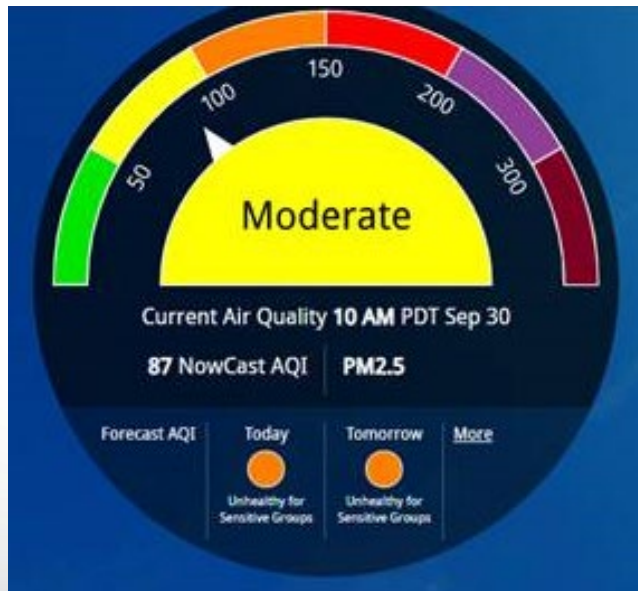 50
100
150
200
300
Moderate
Current Air Quality 10 AM PDT Sep 30
87 NowCast AQI
PM2.5
Forecast AQI
Today
Unhealthy for
Sensitive Groups
Tomorrow
Unhealthy for
Sensitive Groups
More